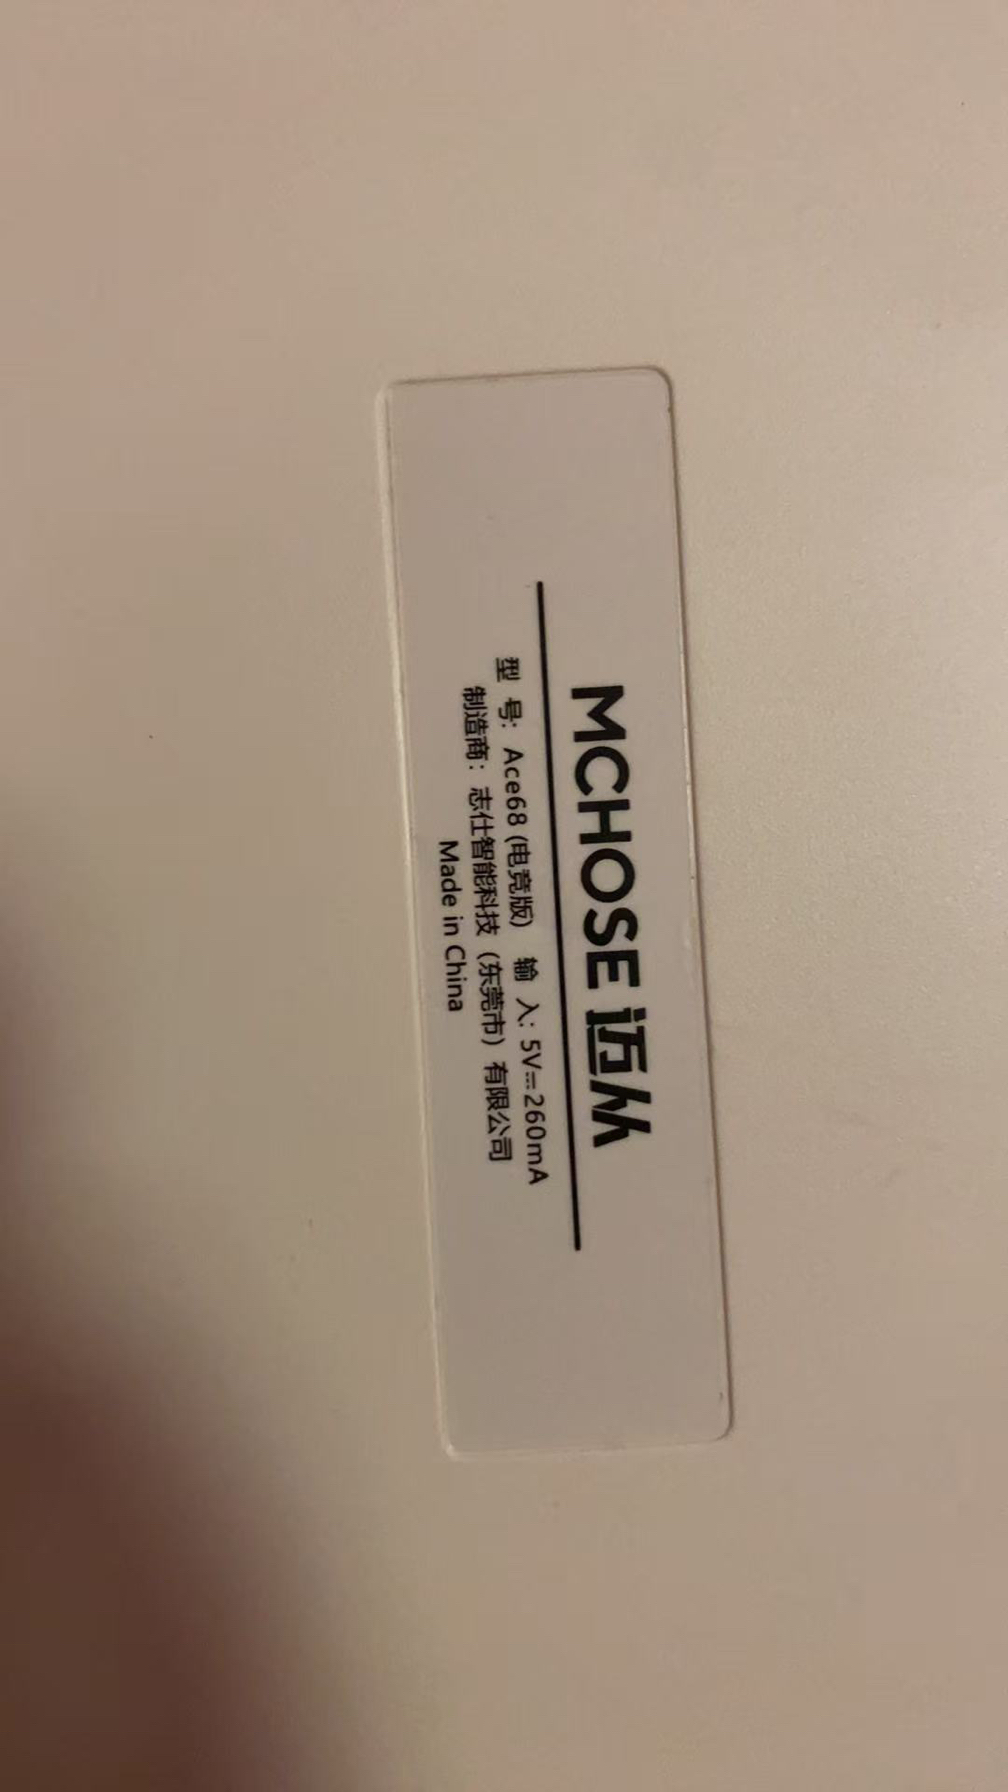 MCHOSE 迈从
型 号: Ace68 (电竞版) 输 入: 5V⎓260mA
制造商: 志仕智能科技 (东莞市) 有限公司
Made in China